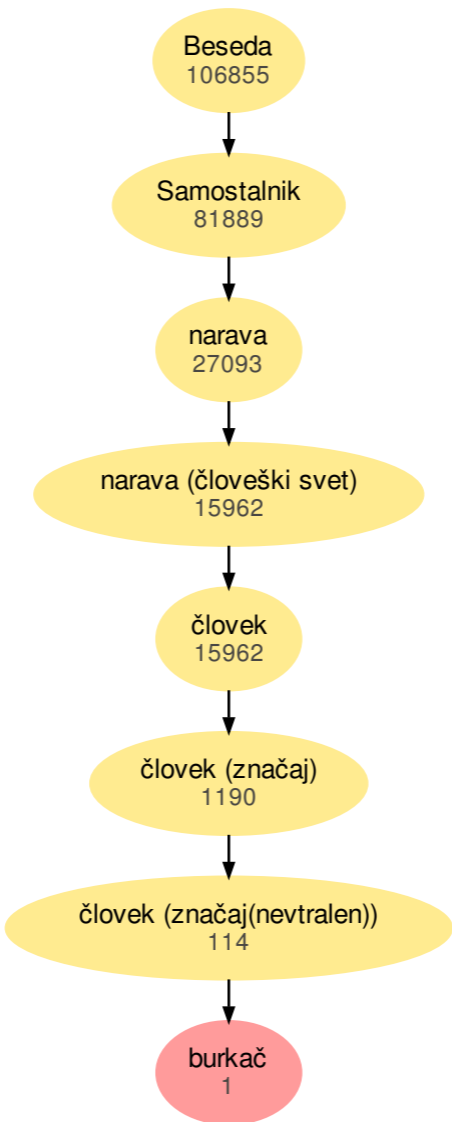 Beseda
106855
Samostalnik
81889
narava
27093
narava (človeški svet)
15962
človek
15962
človek (značaj)
1190
človek (značaj(nevtralen))
114
burkač
1